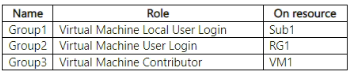 Name Role On resource
Group1 Virtual Machine Local User Login Sub1
Group2 Virtual Machine User Login RG1
Group3 Virtual Machine Contributor VM1